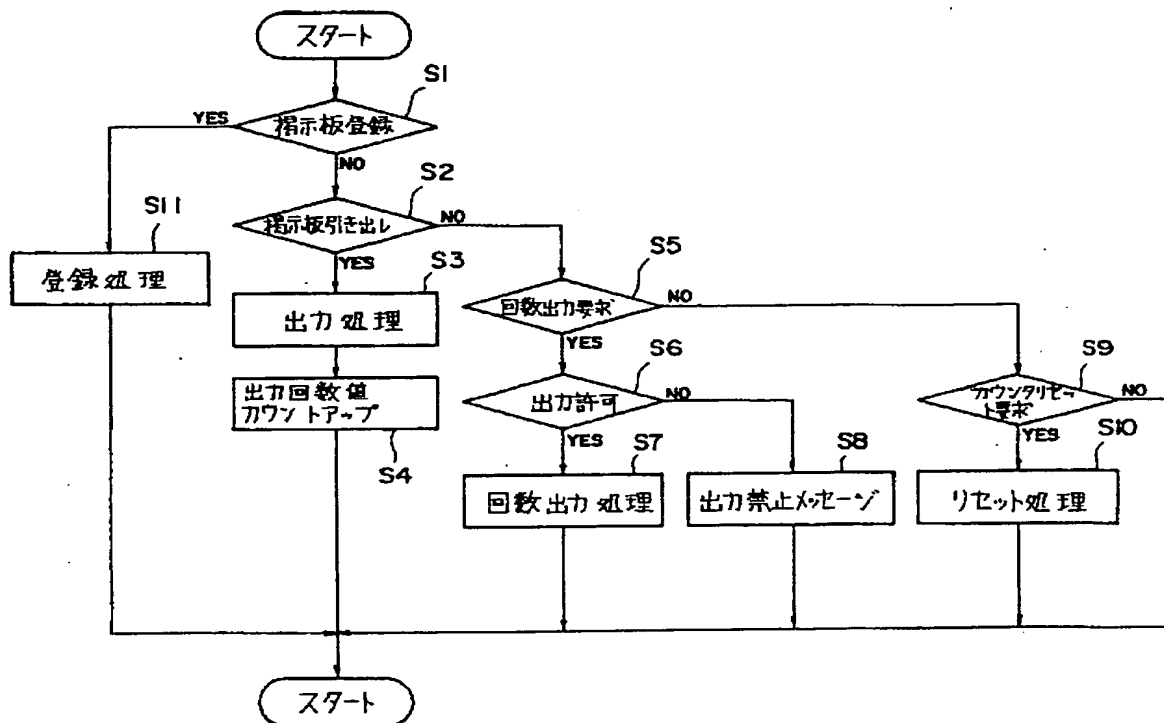 スタート
S1
YES
掲示板登録
NO
S2
S11
掲示板引き出し
NO
YES
S3
S5
登録処理
出力処理
回数出力要求
NO
YES
S6
S9
出力回数値
カウントアップ
出力許可
NO
カウンタリセッ
ト要求
NO
S4
YES
S7
S8
YES
S10
回数出力処理
出力禁止メッセージ
リセット処理
スタート